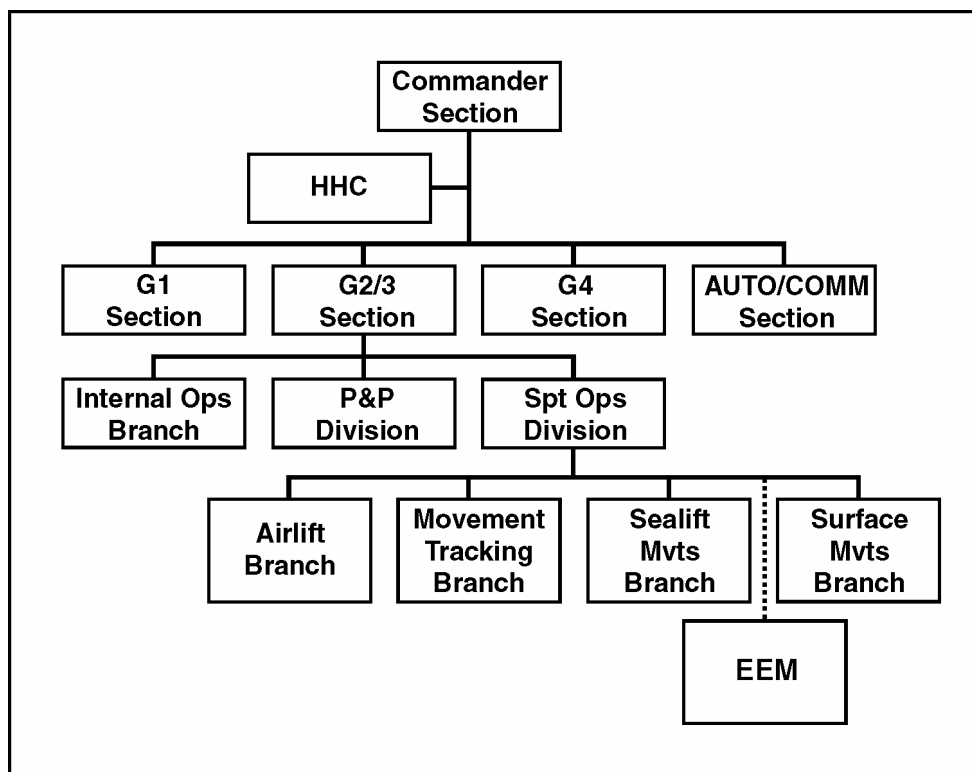 Commander
Section
HHC
G1
Section
G2/3
Section
G4
Section
AUTO/COMM
Section
Internal Ops
Branch
P&P
Division
Spt Ops
Division
Airlift
Branch
Movement
Tracking
Branch
Sealift
Mvts
Branch
Surface
Mvts
Branch
EEM